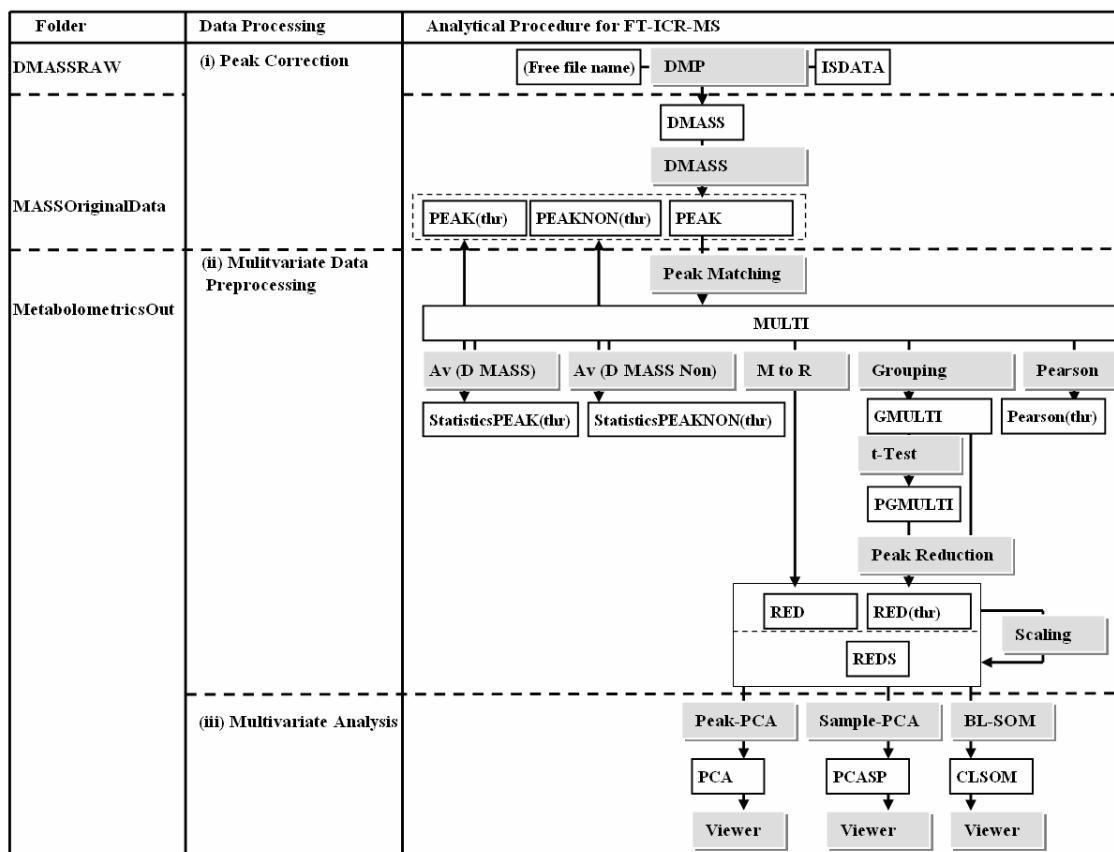 Folder
Data Processing
Analytical Procedure for FT-ICR-MS
DMASSRAW
(i) Peak Correction
(Free file name)
DMP
ISDATA
DMASS
DMASS
MASSOriginalData
PEAK(thr)
PEAKNON(thr)
PEAK
(ii) Mulitvariate Data
Preprocessing
Peak Matching
MetabolometricsOut
MULTI
Av (D MASS)
Av (D MASS Non)
M to R
Grouping
Pearson
StatisticsPEAK(thr)
StatisticsPEAKNON(thr)
GMULTI
Pearson(thr)
t-Test
PGMULTI
Peak Reduction
RED
RED(thr)
Scaling
REDS
(iii) Multivariate Analysis
Peak-PCA
Sample-PCA
BL-SOM
PCA
PCASP
CLSOM
Viewer
Viewer
Viewer